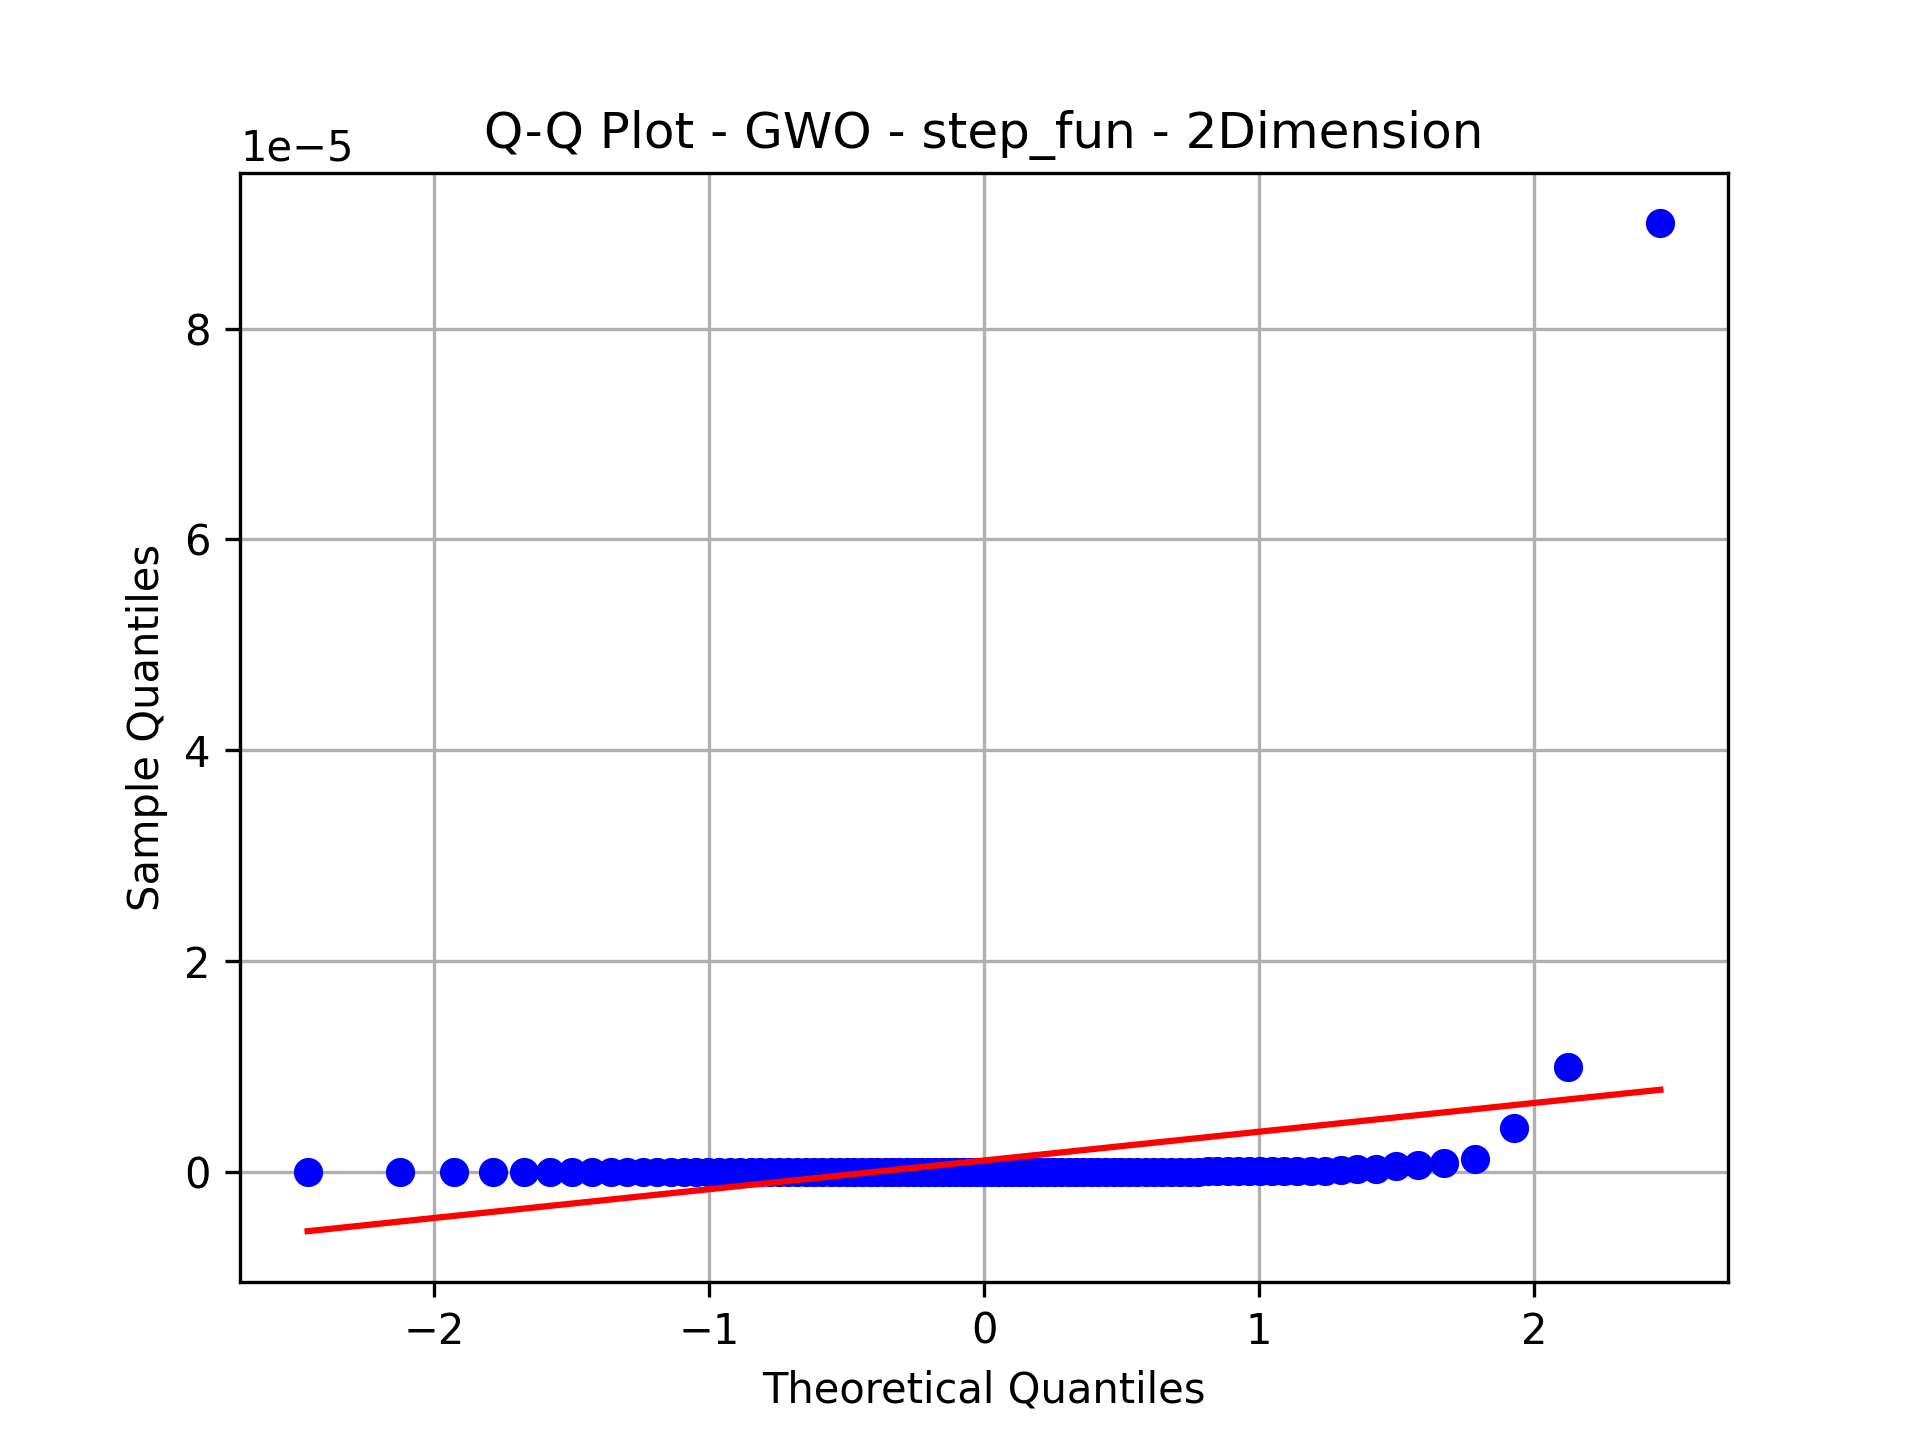 Q-Q Plot - GWO - step_fun - 2Dimension
1e−5
8
6
4
2
0
Sample Quantiles
−2 −1 0 1 2
Theoretical Quantiles